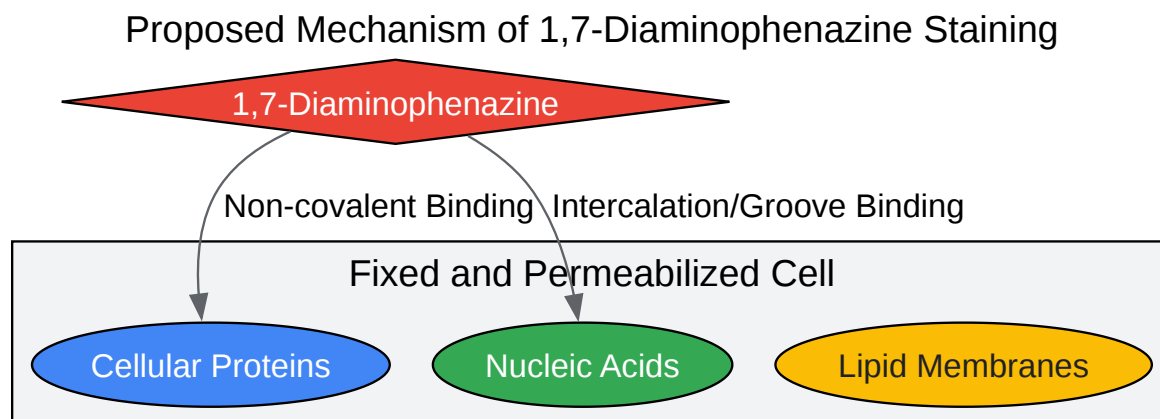 Proposed Mechanism of 1,7-Diaminophenazine Staining
1,7-Diaminophenazine
Non-covalent Binding
Intercalation/Groove Binding
Fixed and Permeabilized Cell
Cellular Proteins
Nucleic Acids
Lipid Membranes